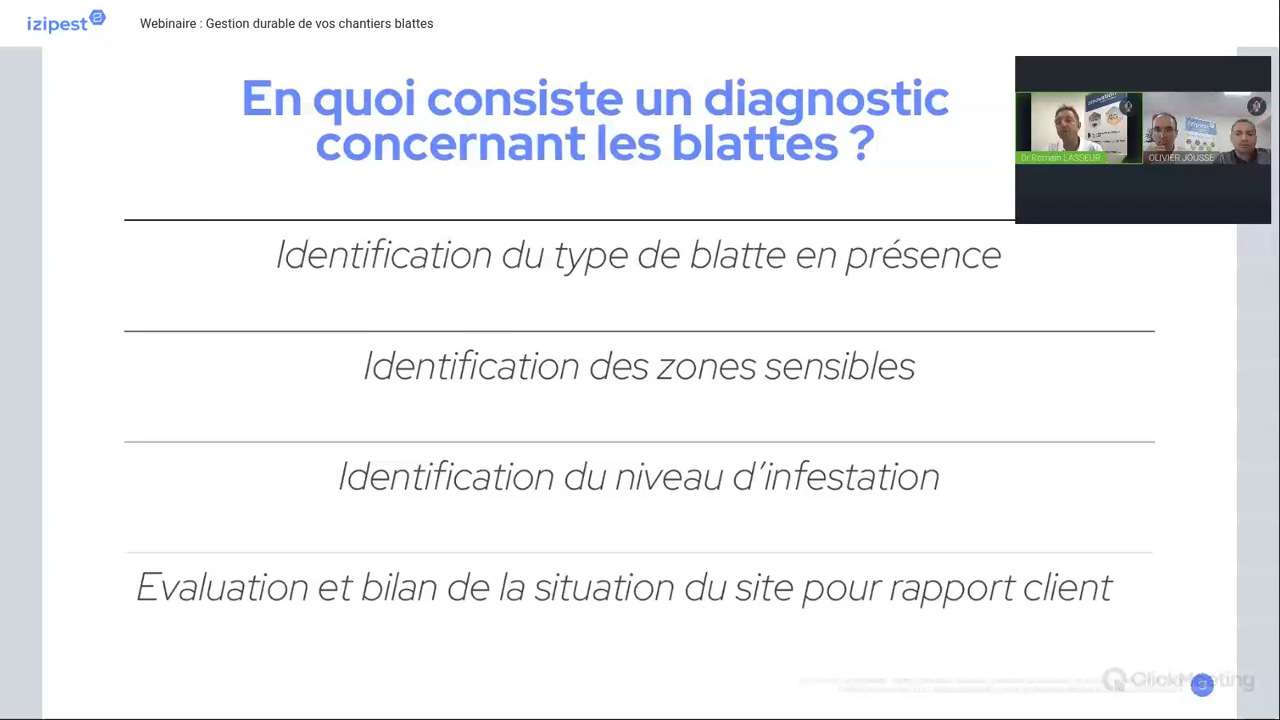 izipest
Webinaire : Gestion durable de vos chantiers blattes
En quoi consiste un diagnostic
concernant les blattes ?
Dr Romain LASSEUR
OLIVIER JOUSSE
izipest
Identification du type de blatte en présence
Identification des zones sensibles
Identification du niveau d’infestation
Evaluation et bilan de la situation du site pour rapport client
ClickMeeting